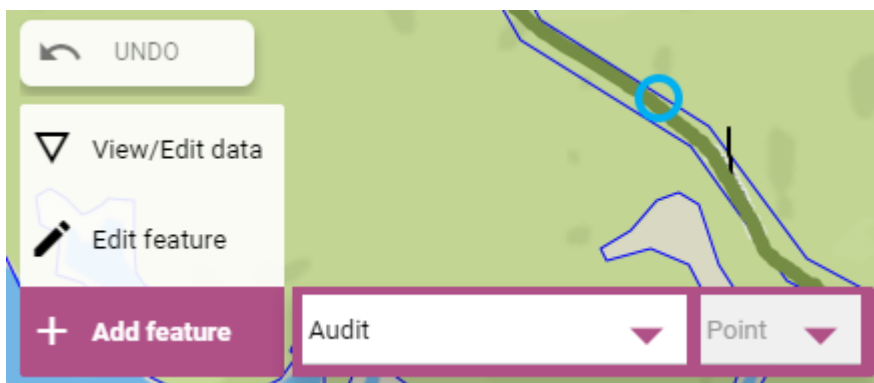 UNDO
View/Edit data
Edit feature
Add feature
Audit
Point